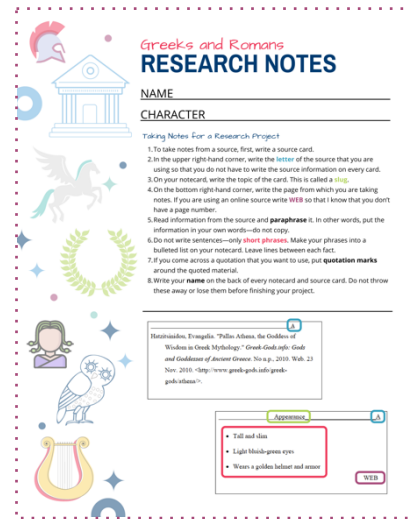 Greeks and Romans
RESEARCH NOTES
NAME
CHARACTER
Taking Notes for a Research Project
1. To take notes from a source, first, write a source card.
2. In the upper right-hand corner, write the letter of the source that you are
using so that you do not have to write the source information on every card.
3. On your notecard, write the topic of the card. This is called a slug.
4. On the bottom right-hand corner, write the page from which you are taking
notes. If you are using an online source write WEB so that I know that you don't
have a page number.
5. Read information from the source and paraphrase it. In other words, put the
information in your own words—do not copy.
6. Do not write sentences—only short phrases. Make your phrases into a
bulleted list on your notecard. Leave lines between each fact.
7. If you come across a quotation that you want to use, put quotation marks
around the quoted material.
8. Write your name on the back of every notecard and source card. Do not throw
these away or lose them before finishing your project.
A
Hatzitsinidou, Evangelia. "Pallas Athena, the Goddess of
Wisdom in Greek Mythology." Greek-Gods.info: Gods
and Goddesses of Ancient Greece. No n.p., 2010. Web. 23
Nov. 2010. <http://www.greek-gods.info/greek-
gods/athena/>.
Appearance A
• Tall and slim
• Light bluish-green eyes
• Wears a golden helmet and armor
WEB